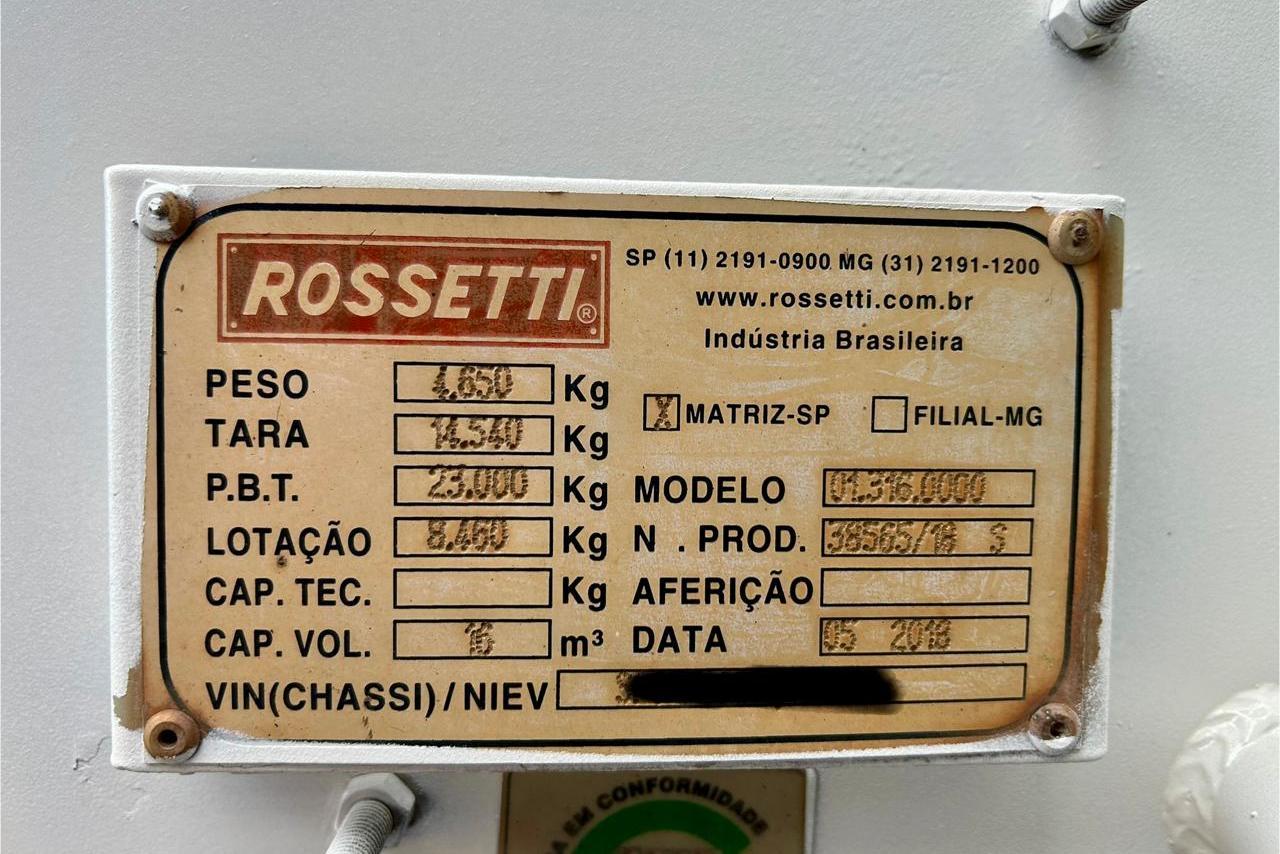 ROSSETTI®
SP (11) 2191-0900 MG (31) 2191-1200
www.rossetti.com.br
Indústria Brasileira
PESO 4.650 Kg
TARA 14.540 Kg
P.B.T. 23.000 Kg
LOTAÇÃO 8.460 Kg
CAP. TEC. Kg
CAP. VOL. 16 m³
X MATRIZ-SP FILIAL-MG
MODELO 01.316.0000
N . PROD. 38565/18 S
AFERIÇÃO
DATA 05 2018
VIN(CHASSI)/NIEV
EM CONFORMIDADE